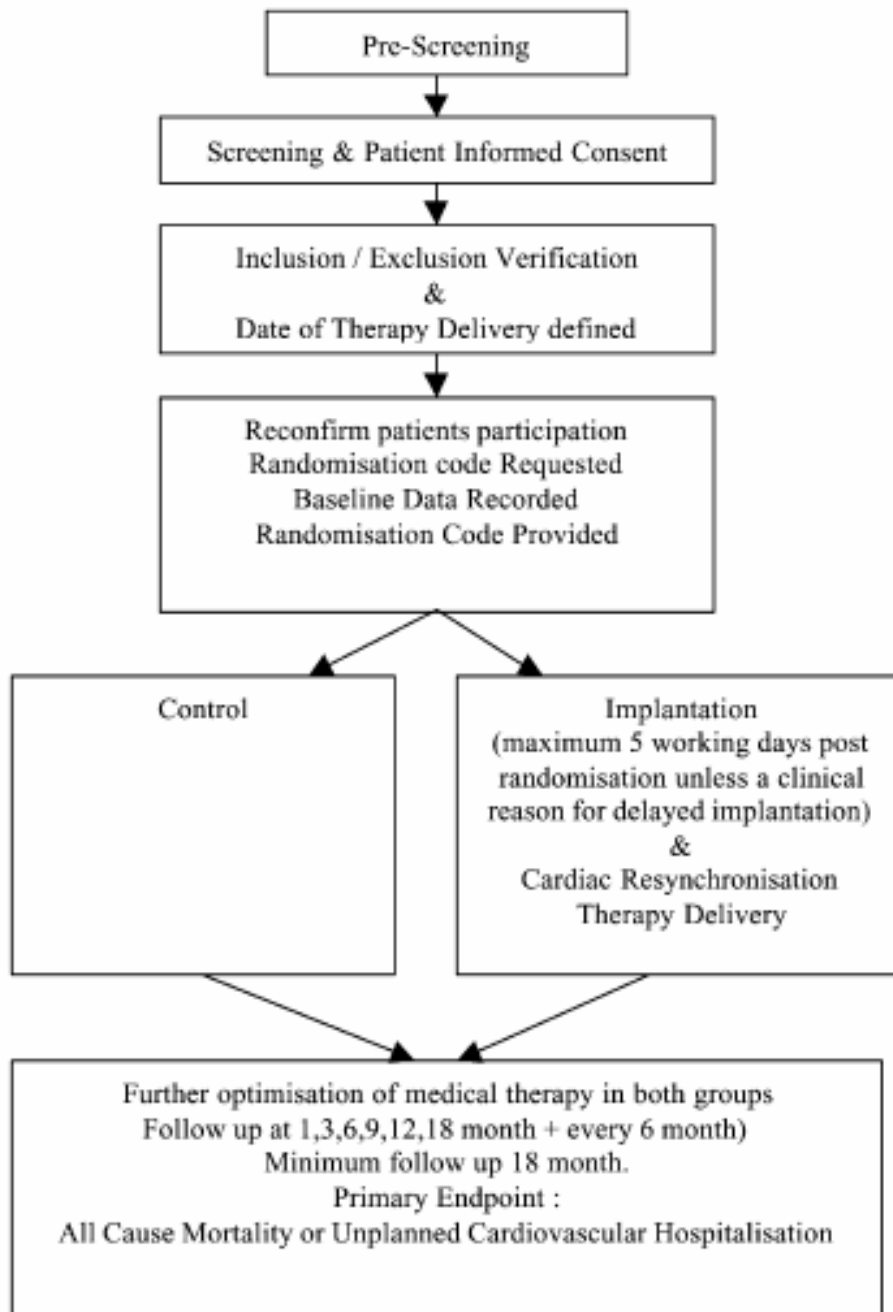 Pre-Screening
Screening & Patient Informed Consent
Inclusion / Exclusion Verification
&
Date of Therapy Delivery defined
Reconfirm patients participation
Randomisation code Requested
Baseline Data Recorded
Randomisation Code Provided
Control
Implantation
(maximum 5 working days post
randomisation unless a clinical
reason for delayed implantation)
&
Cardiac Resynchronisation
Therapy Delivery
Further optimisation of medical therapy in both groups
Follow up at 1,3,6,9,12,18 month + every 6 month)
Minimum follow up 18 month.
Primary Endpoint :
All Cause Mortality or Unplanned Cardiovascular Hospitalisation